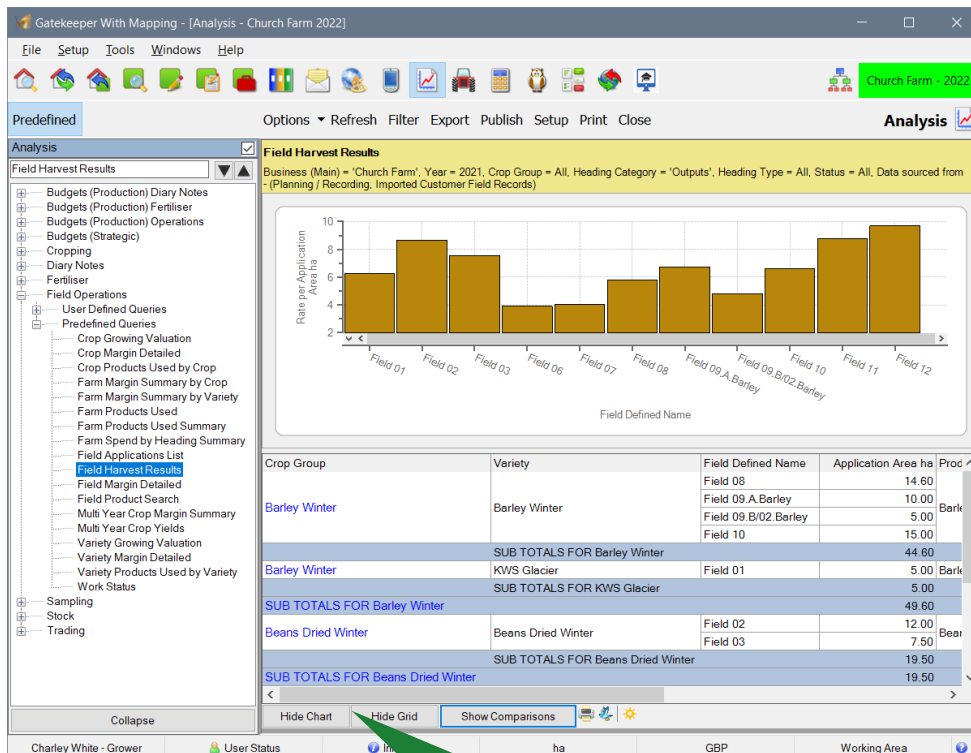 Gatekeeper With Mapping - [Analysis - Church Farm 2022]
File Setup Tools Windows Help
Church Farm - 2022
Predefined Options Refresh Filter Export Publish Setup Print Close Analysis
Analysis
Field Harvest Results
Budgets (Production) Diary Notes
Budgets (Production) Fertiliser
Budgets (Production) Operations
Budgets (Strategic)
Cropping
Diary Notes
Fertiliser
Field Operations
User Defined Queries
Predefined Queries
Crop Growing Valuation
Crop Margin Detailed
Crop Products Used by Crop
Farm Margin Summary by Crop
Farm Margin Summary by Variety
Farm Products Used
Farm Products Used Summary
Farm Spend by Heading Summary
Field Applications List
Field Harvest Results
Field Margin Detailed
Field Product Search
Multi Year Crop Margin Summary
Multi Year Crop Yields
Variety Growing Valuation
Variety Margin Detailed
Variety Products Used by Variety
Work Status
Sampling
Stock
Trading
Collapse
Field Harvest Results
Business (Main) = 'Church Farm', Year = 2021, Crop Group = All, Heading Category = 'Outputs', Heading Type = All, Status = All, Data sourced from
- (Planning / Recording, Imported Customer Field Records)
Rate per Application
Area ha
10
8
6
4
2
Field 01 Field 02 Field 03 Field 06 Field 07 Field 08 Field 09.A.Barley Field 09.B/02.Barley Field 10 Field 11 Field 12
Field Defined Name
Crop Group Variety Field Defined Name Application Area ha Prod
Field 08 14.60
Barley Winter Barley Winter Field 09.A.Barley 10.00 Barle
Field 09.B/02.Barley 5.00
Field 10 15.00
SUB TOTALS FOR Barley Winter 44.60
Barley Winter KWS Glacier Field 01 5.00 Barle
SUB TOTALS FOR KWS Glacier 5.00
SUB TOTALS FOR Barley Winter 49.60
Beans Dried Winter Beans Dried Winter Field 02 12.00 Bear
Field 03 7.50
SUB TOTALS FOR Beans Dried Winter 19.50
SUB TOTALS FOR Beans Dried Winter 19.50
Hide Chart Hide Grid Show Comparisons
Charley White - Grower User Status ha GBP Working Area